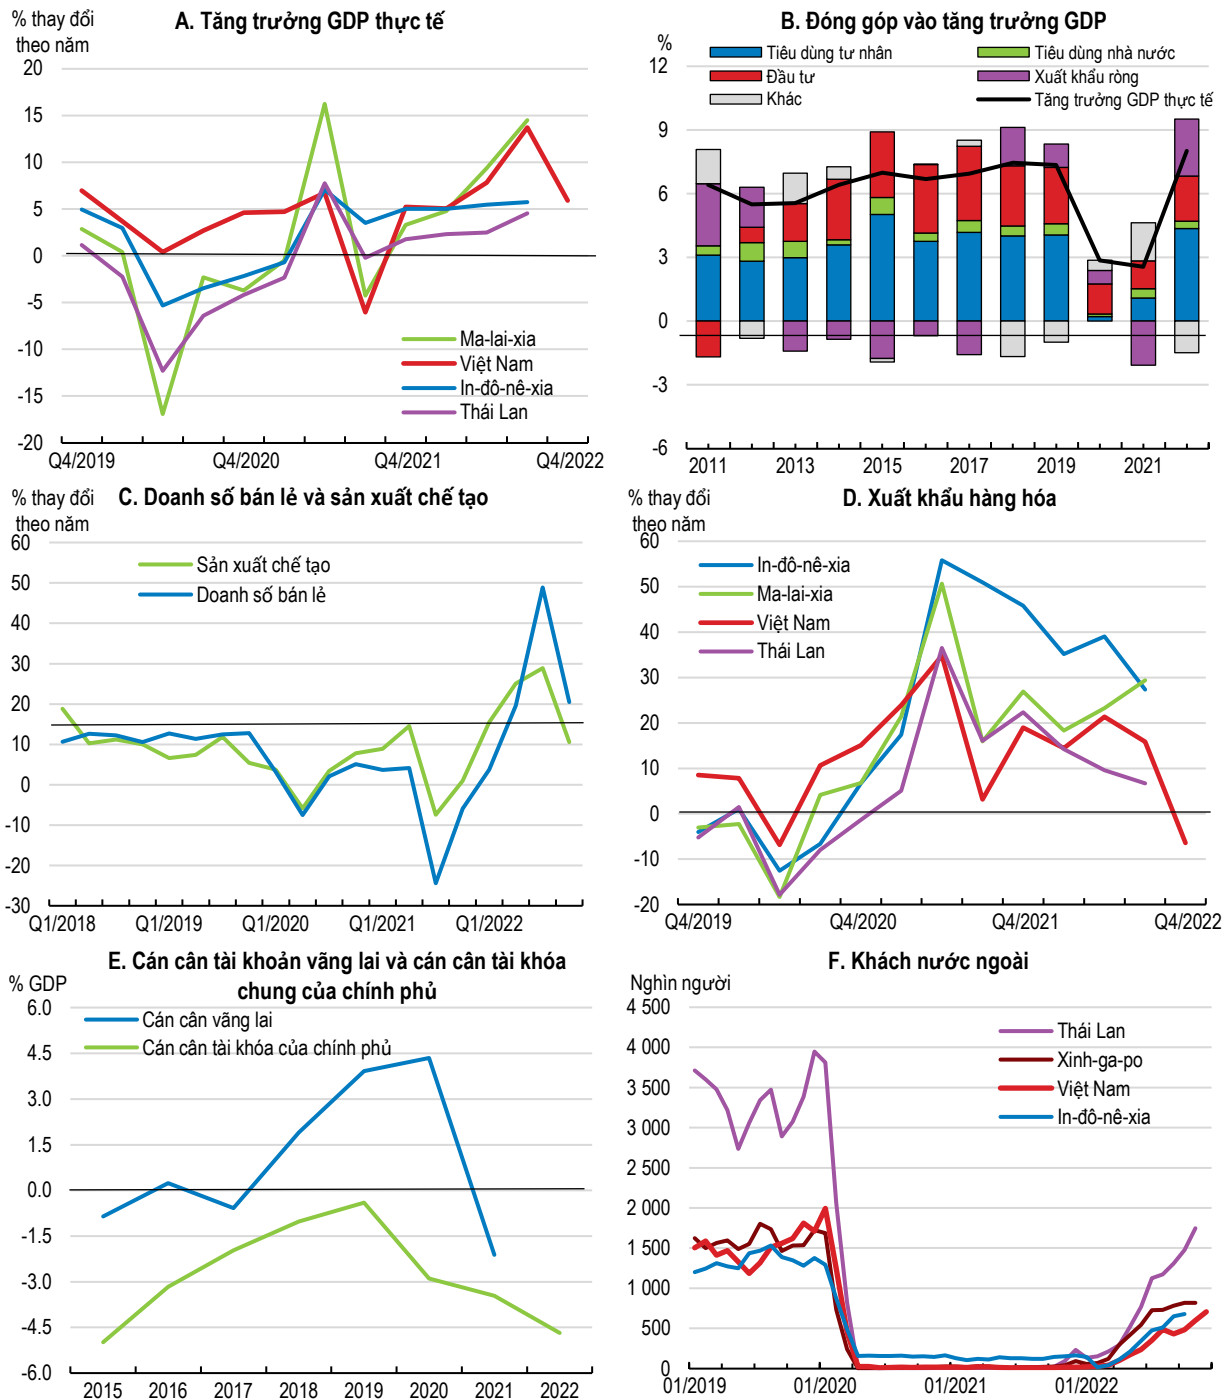 % thay đổi
theo năm
A. Tăng trưởng GDP thực tế
20
15
10
5
0
-5
-10
-15
-20
Ma-lai-xia
Việt Nam
In-đô-nê-xia
Thái Lan
Q4/2019
Q4/2020
Q4/2021
Q4/2022
B. Đóng góp vào tăng trưởng GDP
%
Tiêu dùng tư nhân
Tiêu dùng nhà nước
Đầu tư
Xuất khẩu ròng
Khác
Tăng trưởng GDP thực tế
12
9
6
3
0
-3
-6
2011
2013
2015
2017
2019
2021
% thay đổi
theo năm
C. Doanh số bán lẻ và sản xuất chế tạo
60
50
40
30
20
10
0
-10
-20
-30
Sản xuất chế tạo
Doanh số bán lẻ
Q1/2018
Q1/2019
Q1/2020
Q1/2021
Q1/2022
% thay đổi
theo năm
D. Xuất khẩu hàng hóa
60
50
40
30
20
10
0
-10
-20
In-đô-nê-xia
Ma-lai-xia
Việt Nam
Thái Lan
Q4/2019
Q4/2020
Q4/2021
Q4/2022
E. Cán cân tài khoản vãng lai và cán cân tài khóa
chung của chính phủ
% GDP
6.0
4.5
3.0
1.5
0.0
-1.5
-3.0
-4.5
-6.0
Cán cân vãng lai
Cán cân tài khóa của chính phủ
2015
2016
2017
2018
2019
2020
2021
2022
F. Khách nước ngoài
Nghìn người
4 500
4 000
3 500
3 000
2 500
2 000
1 500
1 000
500
0
Thái Lan
Xinh-ga-po
Việt Nam
In-đô-nê-xia
01/2019
01/2020
01/2021
01/2022